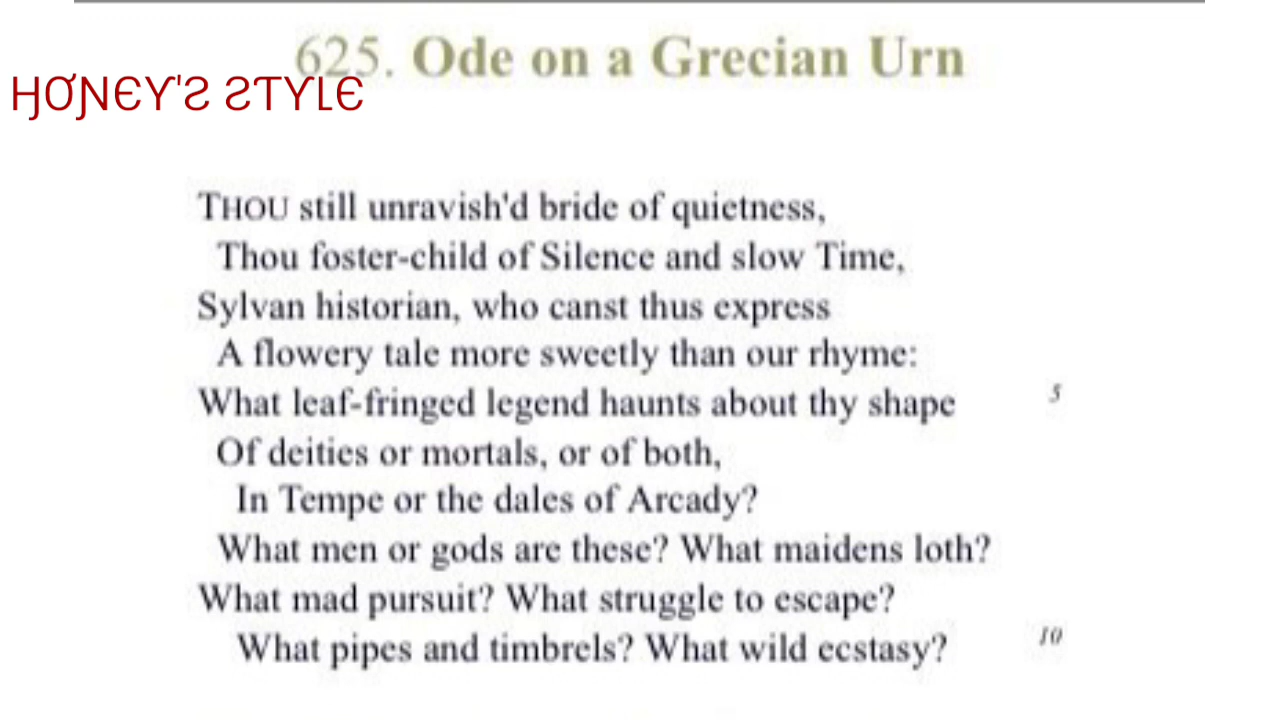 625. Ode on a Grecian Urn
HONEY'S STYLE
THOU still unravish'd bride of quietness,
Thou foster-child of Silence and slow Time,
Sylvan historian, who canst thus express
A flowery tale more sweetly than our rhyme:
What leaf-fringed legend haunts about thy shape
5
Of deities or mortals, or of both,
In Tempe or the dales of Arcady?
What men or gods are these? What maidens loth?
What mad pursuit? What struggle to escape?
What pipes and timbrels? What wild ecstasy?
10